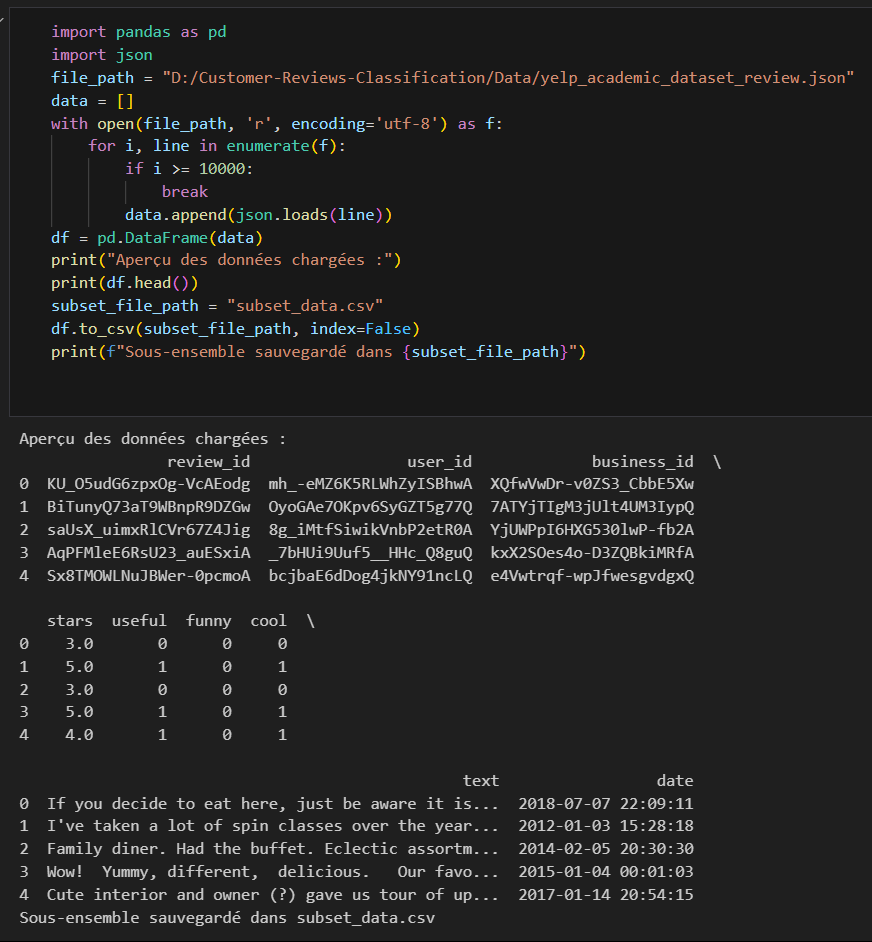 import pandas as pd
import json
file_path = "D:/Customer-Reviews-Classification/Data/yelp_academic_dataset_review.json"
data = []
with open(file_path, 'r', encoding='utf-8') as f:
    for i, line in enumerate(f):
        if i >= 10000:
            break
        data.append(json.loads(line))
df = pd.DataFrame(data)
print("Aperçu des données chargées :")
print(df.head())
subset_file_path = "subset_data.csv"
df.to_csv(subset_file_path, index=False)
print(f"Sous-ensemble sauvegardé dans {subset_file_path}")
Aperçu des données chargées :
                review_id                 user_id             business_id  \
0  KU_O5udG6zpxOg-VcAEodg  mh_-eMZ6K5RLWhZyISBhwA  XQfwVwDr-v0ZS3_CbbE5Xw
1  BiTunyQ73aT9WBnpR9DZGw  OyoGAe7OKpv6SyGZT5g77Q  7ATYjTIgM3jUlt4UM3IypQ
2  saUsX_uimxRlCVr67Z4Jig  8g_iMtfSiwikVnbP2etR0A  YjUWPpI6HXG530lwP-fb2A
3  AqPFMleE6RsU23_auESxiA  _7bHUi9Uuf5__HHc_Q8guQ  kxX2SOes4o-D3ZQBkiMRfA
4  Sx8TMOWLNuJBWer-0pcmoA  bcjbaE6dDog4jkNY91ncLQ  e4Vwtrqf-wpJfwesgvdgxQ
   stars  useful  funny  cool  \
0    3.0       0      0     0
1    5.0       1      0     1
2    3.0       0      0     0
3    5.0       1      0     1
4    4.0       1      0     1
                                                text                 date
0  If you decide to eat here, just be aware it is...  2018-07-07 22:09:11
1  I've taken a lot of spin classes over the year...  2012-01-03 15:28:18
2  Family diner. Had the buffet. Eclectic assortm...  2014-02-05 20:30:30
3  Wow!  Yummy, different,  delicious.   Our favo...  2015-01-04 00:01:03
4  Cute interior and owner (?) gave us tour of up...  2017-01-14 20:54:15
Sous-ensemble sauvegardé dans subset_data.csv